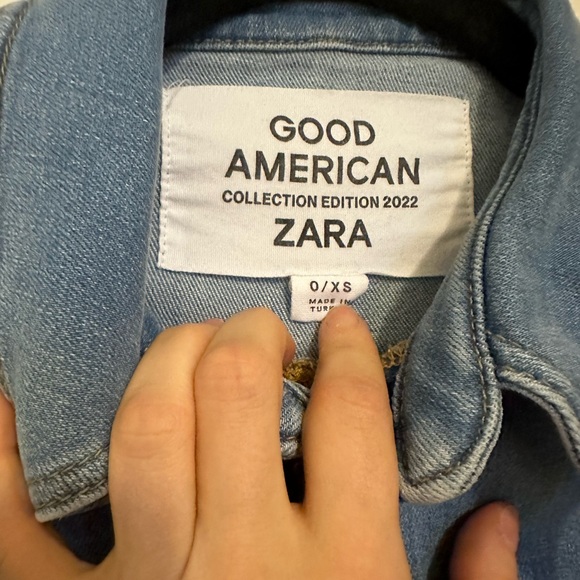 GOOD
AMERICAN
COLLECTION EDITION 2022
ZARA
0/XS
MADE IN